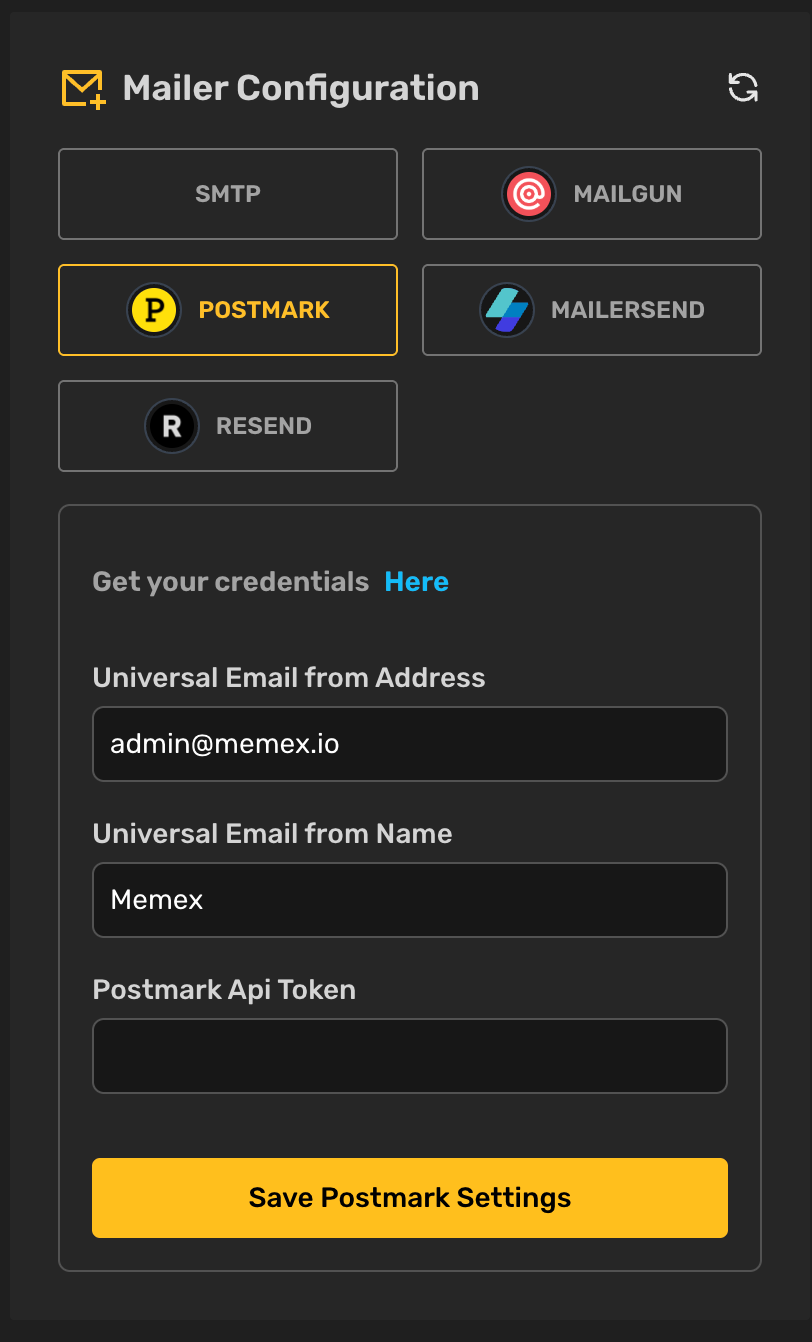 Mailer Configuration
SMTP
MAILGUN
P POSTMARK
MAILERSEND
R RESEND
Get your credentials Here
Universal Email from Address
admin@memex.io
Universal Email from Name
Memex
Postmark Api Token
Save Postmark Settings